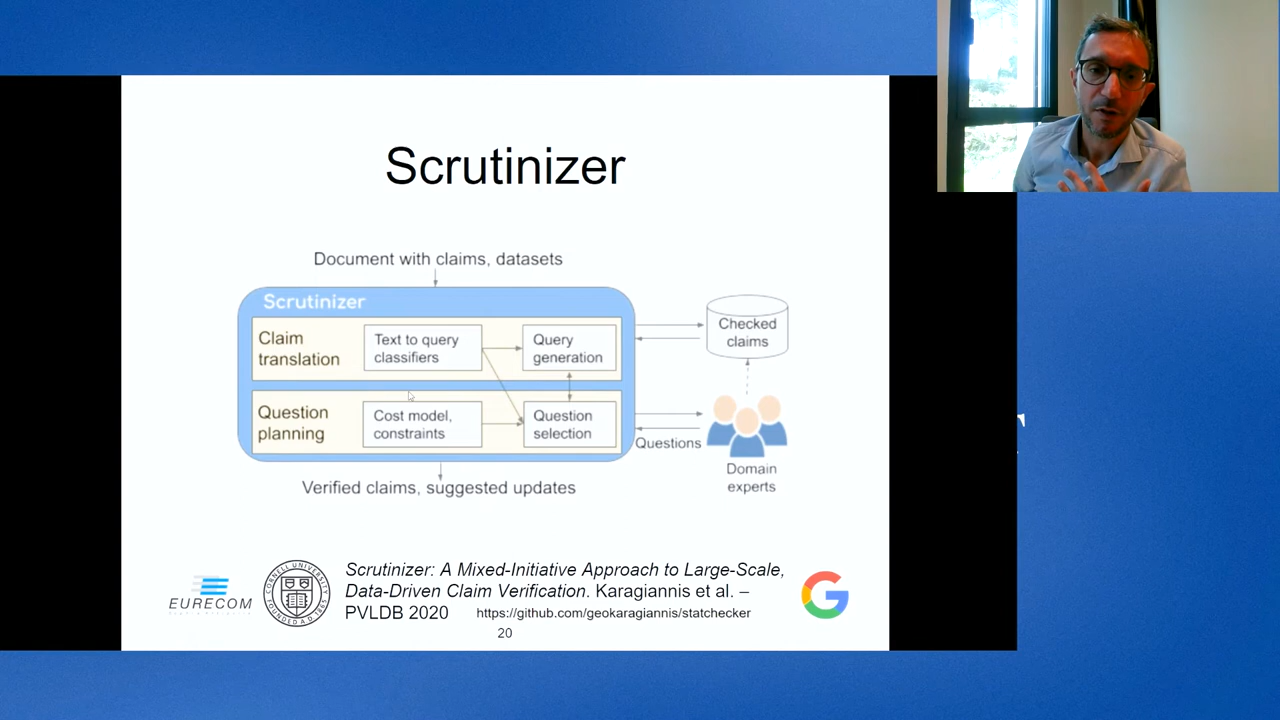 Scrutinizer
Document with claims, datasets
Scrutinizer
Claim
translation
Text to query
classifiers
Query
generation
Question
planning
Cost model,
constraints
Question
selection
Checked
claims
Questions
Domain
experts
Verified claims, suggested updates
EURECOM
CORNELL UNIVERSITY
Scrutinizer: A Mixed-Initiative Approach to Large-Scale,
Data-Driven Claim Verification. Karagiannis et al. –
PVLDB 2020 https://github.com/geokaragiannis/statchecker
20